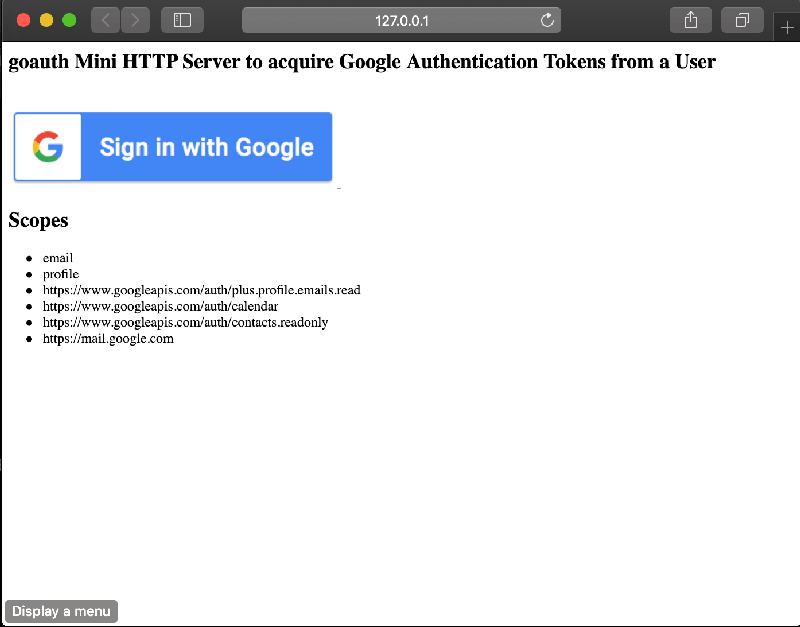 127.0.0.1
goauth Mini HTTP Server to acquire Google Authentication Tokens from a User
Sign in with Google
Scopes
email
profile
https://www.googleapis.com/auth/plus.profile.emails.read
https://www.googleapis.com/auth/calendar
https://www.googleapis.com/auth/contacts.readonly
https://mail.google.com
Display a menu